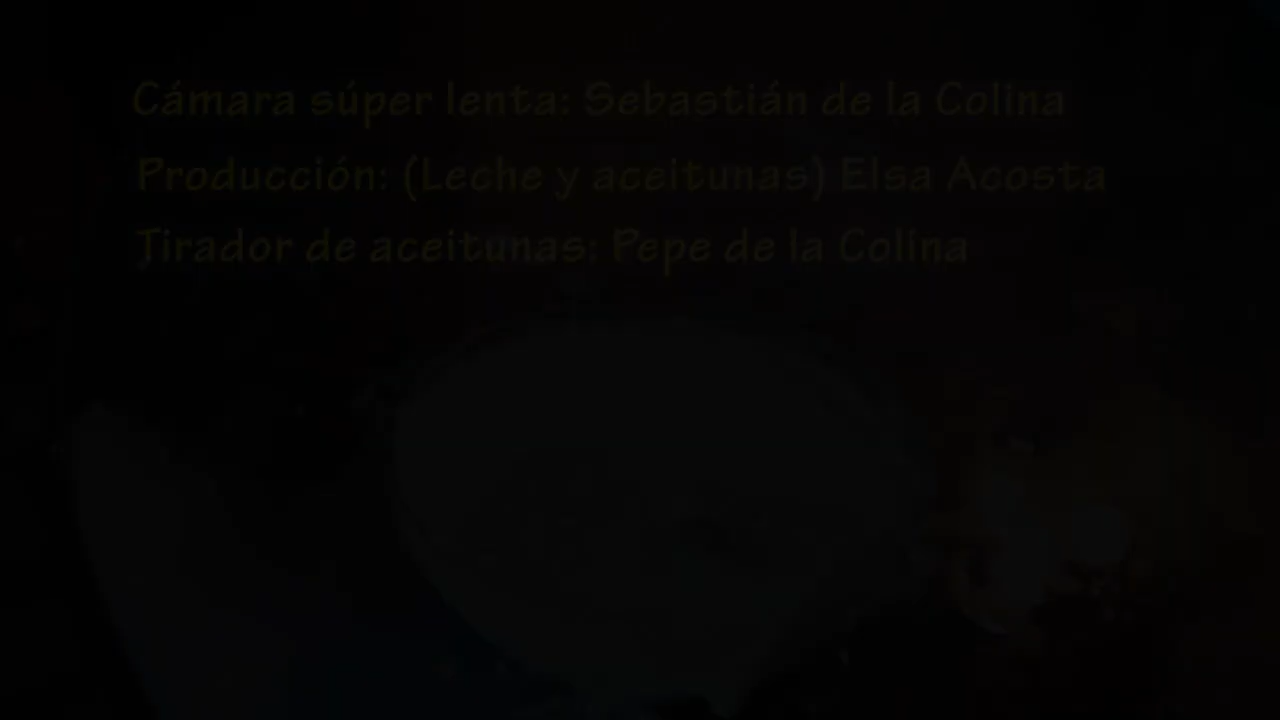 Cámara súper lenta: Sebastián de la Colina
Producción: (Leche y aceitunas) Elsa Acosta
Tirador de aceitunas: Pepe de la Colina